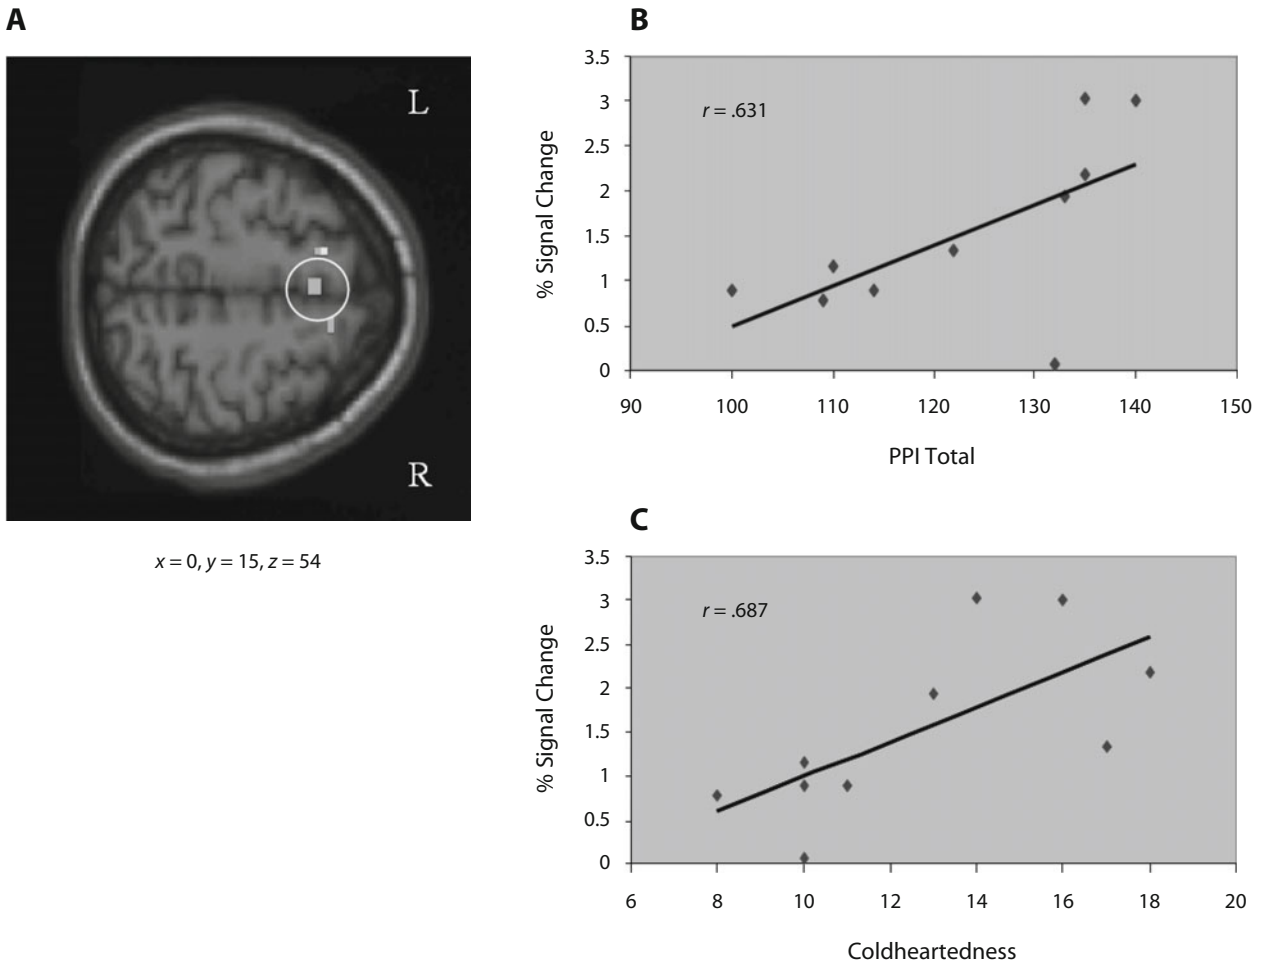 A
L
R
x = 0, y = 15, z = 54
B
3.5
3
2.5
2
1.5
1
0.5
0
% Signal Change
r = .631
90 100 110 120 130 140 150
PPI Total
C
3.5
3
2.5
2
1.5
1
0.5
0
% Signal Change
r = .687
6 8 10 12 14 16 18 20
Coldheartedness